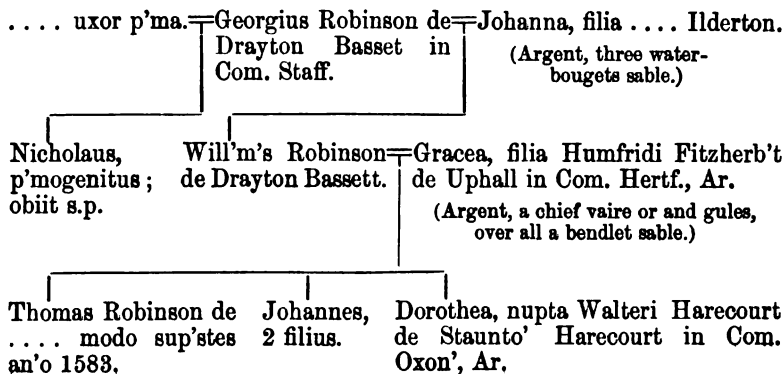 .... uxor p'ma.
Georgius Robinson de
Drayton Basset in
Com. Staff.
Johanna, filia .... Ilderton.
(Argent, three water-
bougets sable.)
Nicholaus,
p'mogenitus;
obiit s.p.
Will'm's Robinson
de Drayton Bassett.
Gracea, filia Humfridi Fitzherb't
de Uphall in Com. Hertf., Ar.
(Argent, a chief vaire or and gules,
over all a bendlet sable.)
Thomas Robinson de
.... modo sup'stes
an'o 1583.
Johannes,
2 filius.
Dorothea, nupta Walteri Harecourt
de Staunto' Harecourt in Com.
Oxon', Ar.